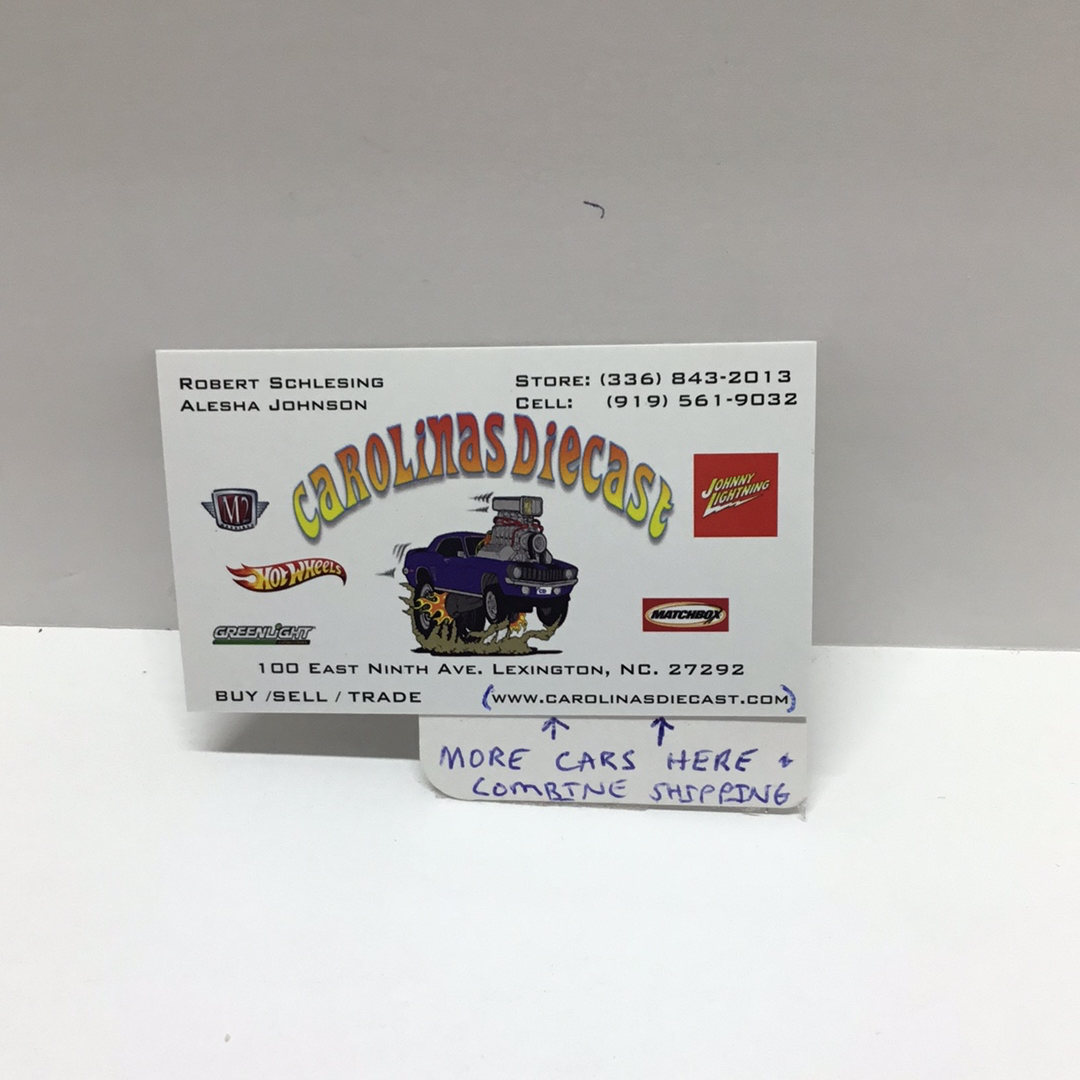 ROBERT SCHLESING
ALESHA JOHNSON
STORE: (336) 843-2013
CELL: (919) 561-9032
CAROLINAS DIECAST
M2
JOHNNY LIGHTNING
HOT WHEELS
MATCHBOX
GREENLIGHT
100 EAST NINTH AVE. LEXINGTON, NC. 27292
BUY /SELL / TRADE
(WWW.CAROLINASDIECAST.COM)
↑ ↑
MORE CARS HERE +
COMBINE SHIPPING